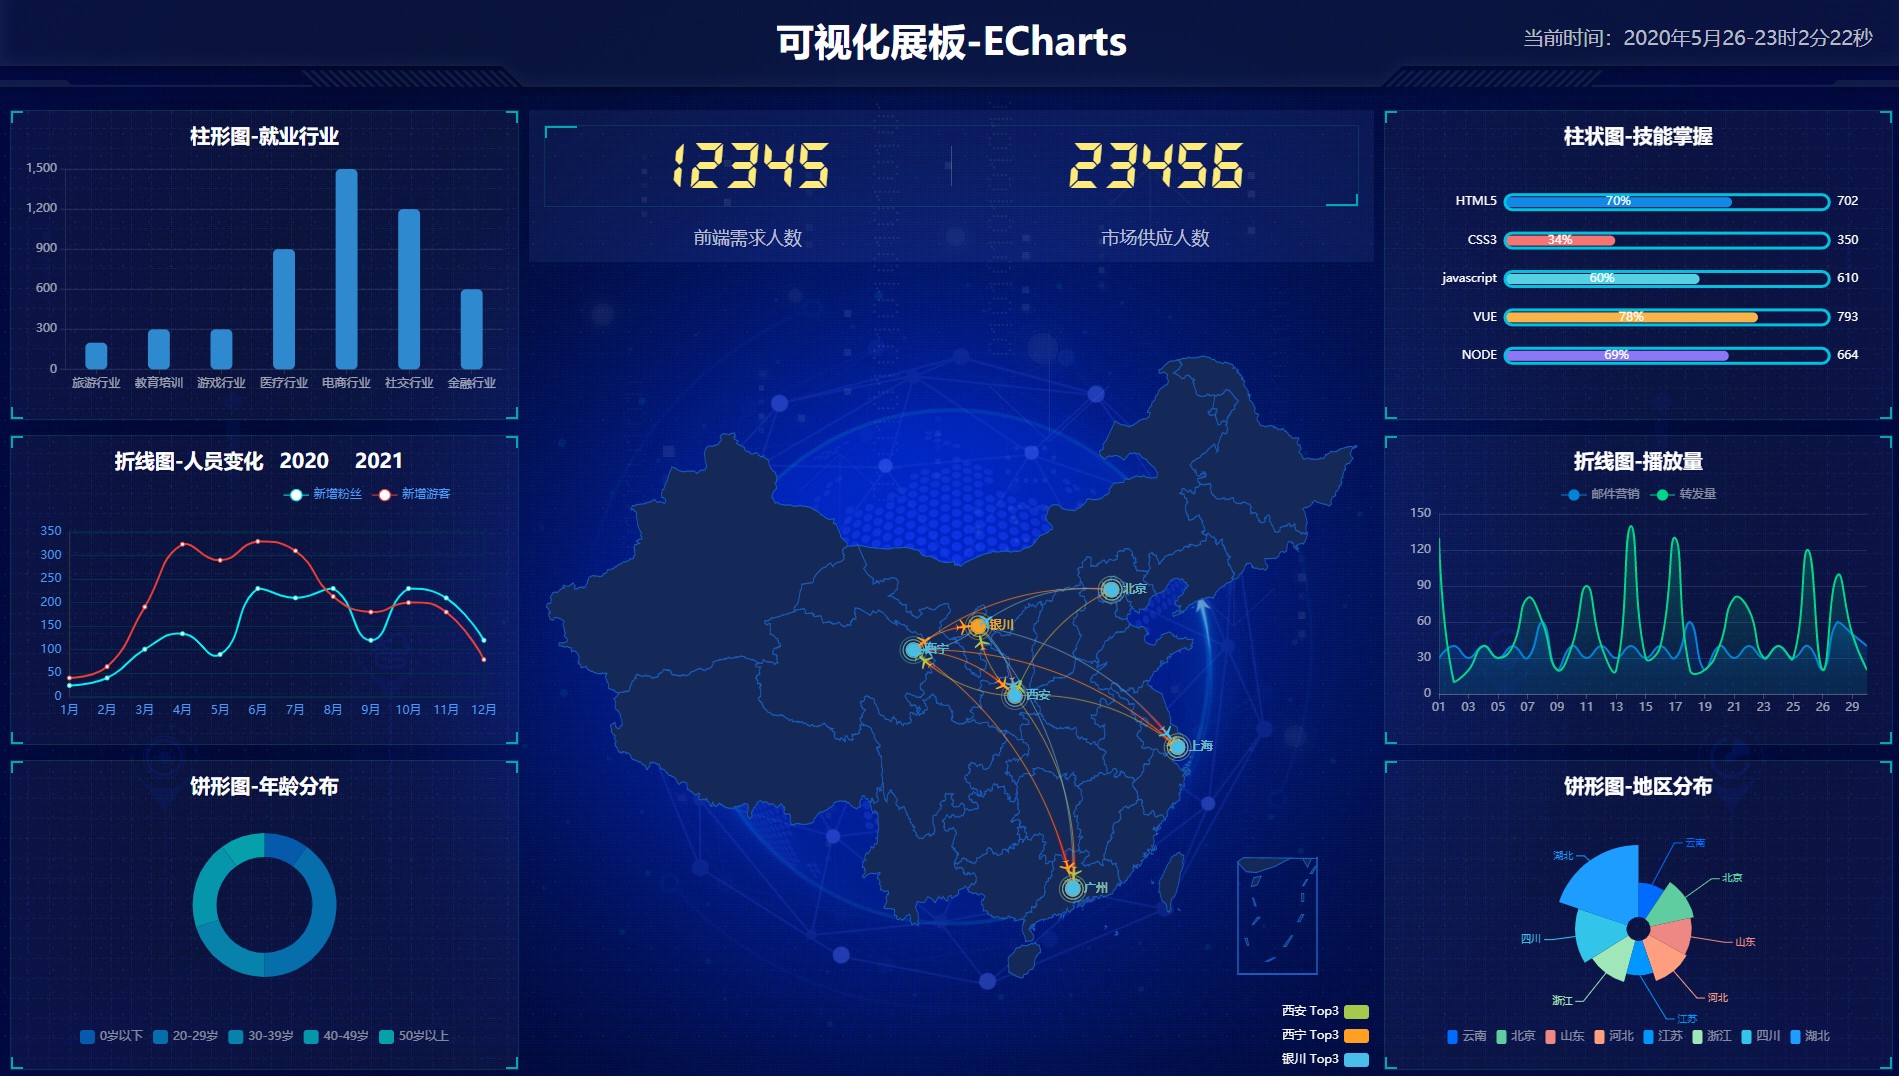 可视化展板-ECharts
当前时间：2020年5月26-23时2分22秒
柱形图-就业行业
1,500
1,200
900
600
300
0
旅游行业 教育培训 游戏行业 医疗行业 电商行业 社交行业 金融行业
折线图-人员变化 2020 2021
新增粉丝 新增游客
350
300
250
200
150
100
50
0
1月 2月 3月 4月 5月 6月 7月 8月 9月 10月 11月 12月
饼形图-年龄分布
0岁以下 20-29岁 30-39岁 40-49岁 50岁以上
12345 23456
前端需求人数 市场供应人数
北京
银川
西宁
西安
上海
广州
西安 Top3
西宁 Top3
银川 Top3
柱状图-技能掌握
HTML5 70% 702
CSS3 34% 350
javascript 60% 610
VUE 78% 793
NODE 69% 664
折线图-播放量
邮件营销 转发量
150
120
90
60
30
0
01 03 05 07 09 11 13 15 17 19 21 23 25 26 29
饼形图-地区分布
云南
湖北
北京
四川
山东
浙江
河北
江苏
云南 北京 山东 河北 江苏 浙江 四川 湖北